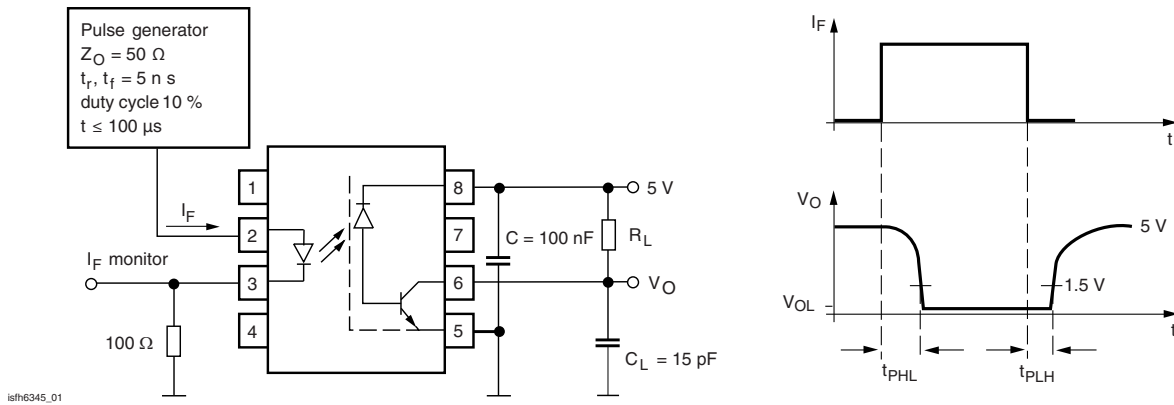 Pulse generator
Z_O = 50 Ω
t_r, t_f = 5 n s
duty cycle 10 %
t ≤ 100 µs
I_F
I_F monitor
100 Ω
1
2
3
4
8
7
6
5
C = 100 nF
5 V
R_L
V_O
C_L = 15 pF
isfh6345_01
I_F
t
V_O
5 V
1.5 V
V_OL
t
t_PHL
t_PLH